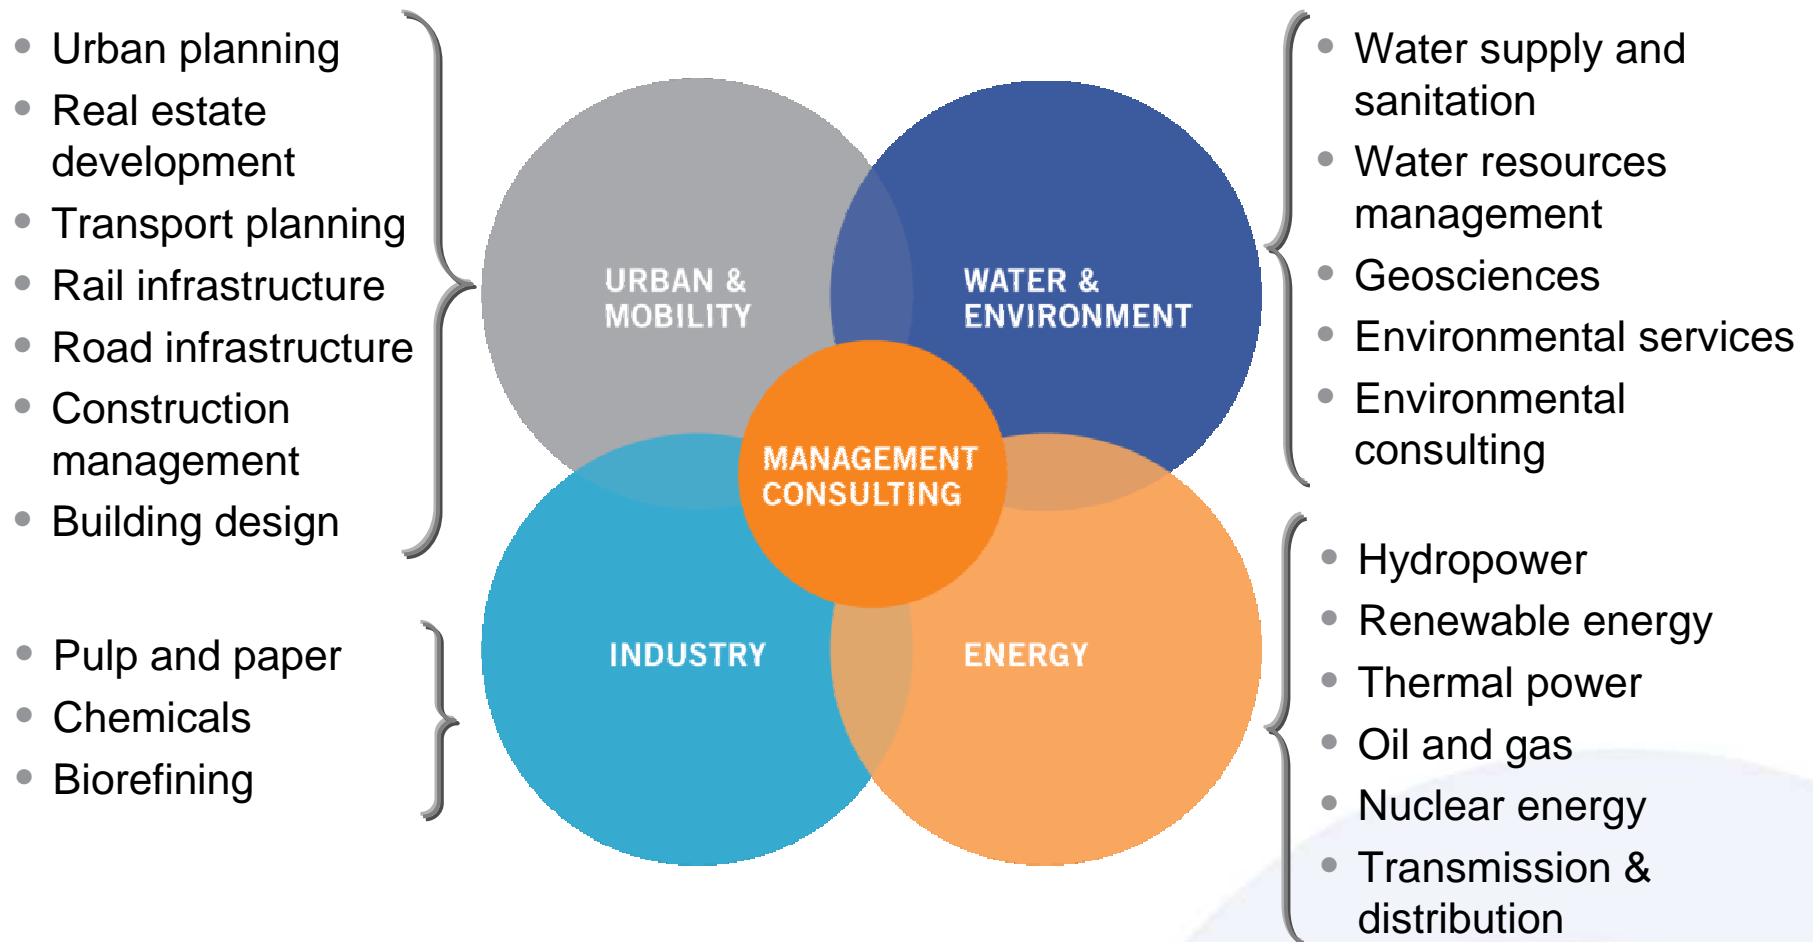 • Urban planning
• Real estate
development
• Transport planning
• Rail infrastructure
• Road infrastructure
• Construction
management
• Building design
• Pulp and paper
• Chemicals
• Biorefining
URBAN &
MOBILITY
WATER &
ENVIRONMENT
MANAGEMENT
CONSULTING
INDUSTRY
ENERGY
• Water supply and
sanitation
• Water resources
management
• Geosciences
• Environmental services
• Environmental
consulting
• Hydropower
• Renewable energy
• Thermal power
• Oil and gas
• Nuclear energy
• Transmission &
distribution